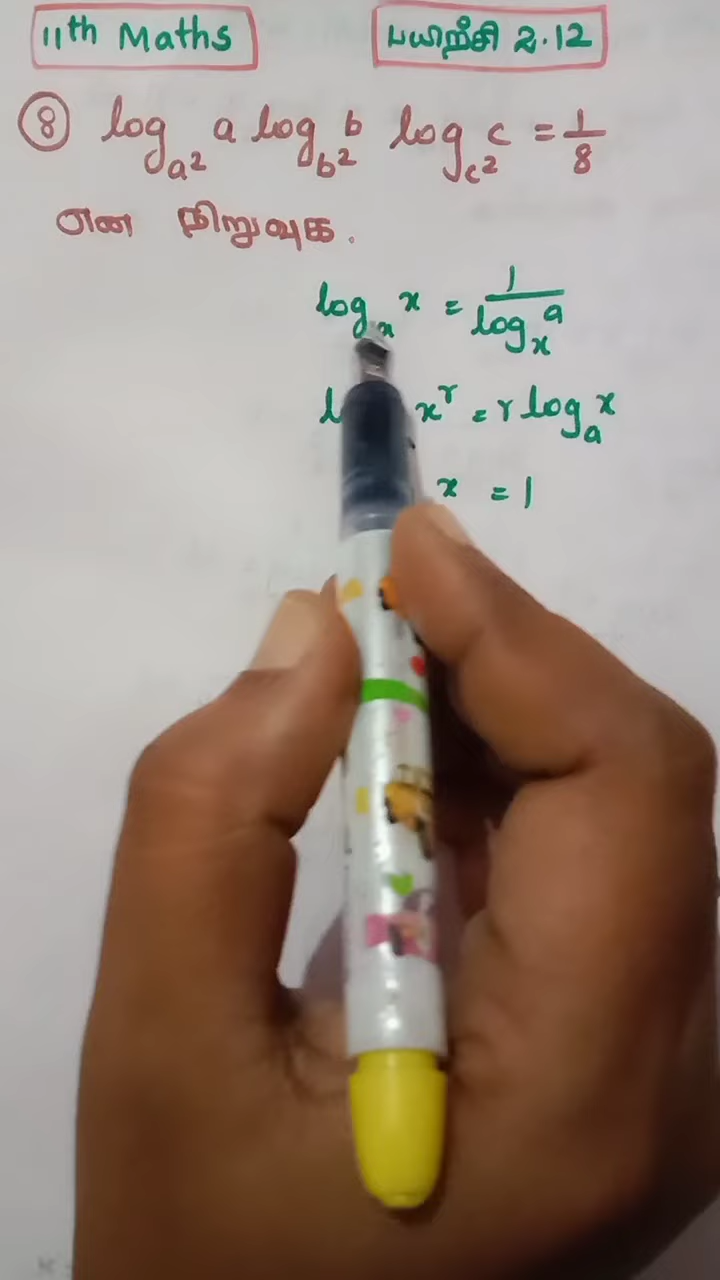 11th Maths
பயிற்சி 2.12
⑧ log_{a²} a log_{b²} b log_{c²} c = 1/8
என நிறுவுக.
log_a x = 1/log_x a
x^r = r log_a x
x = 1